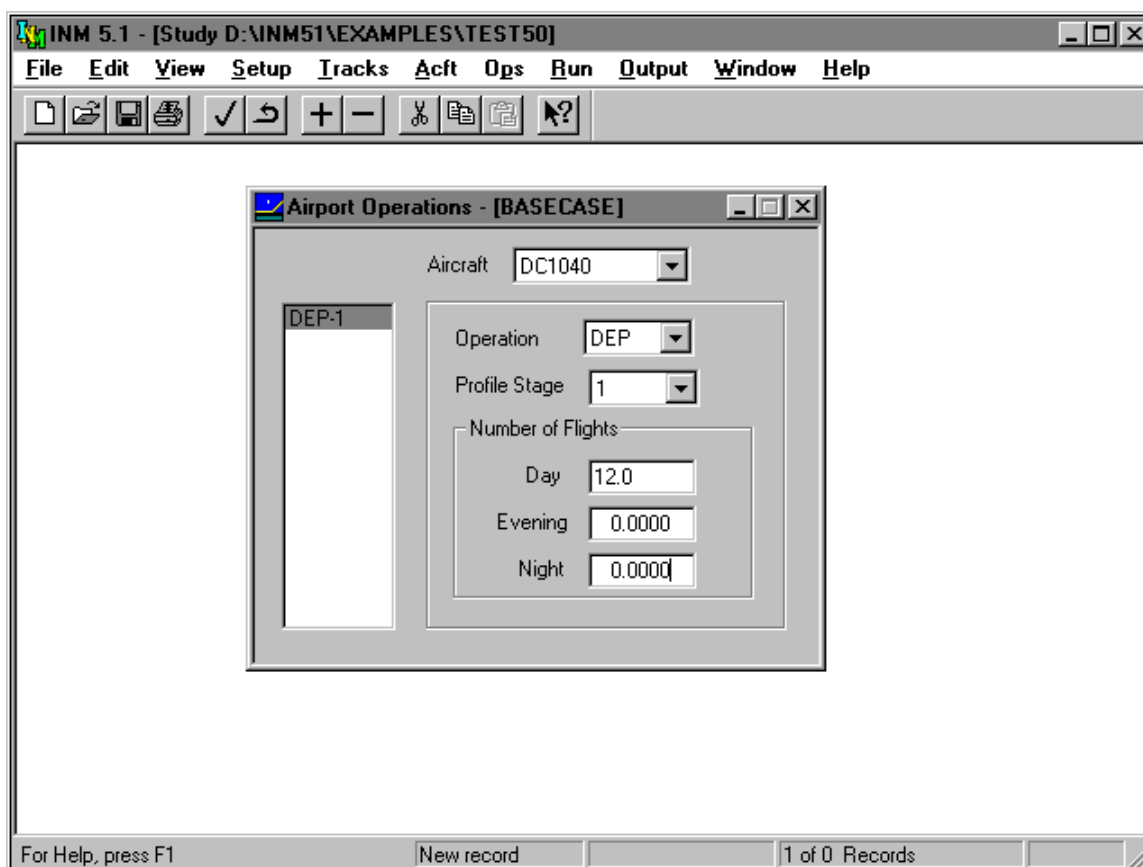 INM 5.1 - [Study D:\INM51\EXAMPLES\TEST50]
File Edit View Setup Tracks Acft Ops Run Output Window Help
Airport Operations - [BASECASE]
Aircraft DC1040
DEP-1
Operation DEP
Profile Stage 1
Number of Flights
Day 12.0
Evening 0.0000
Night 0.0000
For Help, press F1 New record 1 of 0 Records